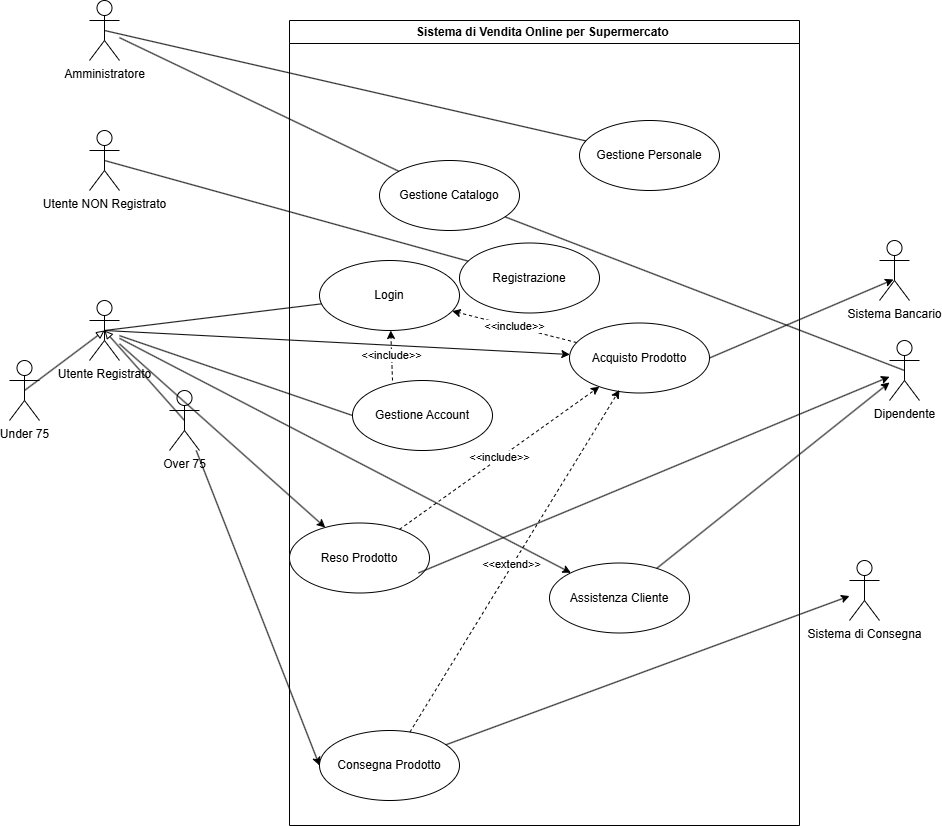 Sistema di Vendita Online per Supermercato
Amministratore
Gestione Personale
Gestione Catalogo
Utente NON Registrato
Registrazione
Login
Sistema Bancario
<<include>>
<<include>>
Acquisto Prodotto
Utente Registrato
Gestione Account
Dipendente
Under 75
Over 75
<<include>>
Reso Prodotto
<<extend>>
Assistenza Cliente
Sistema di Consegna
Consegna Prodotto